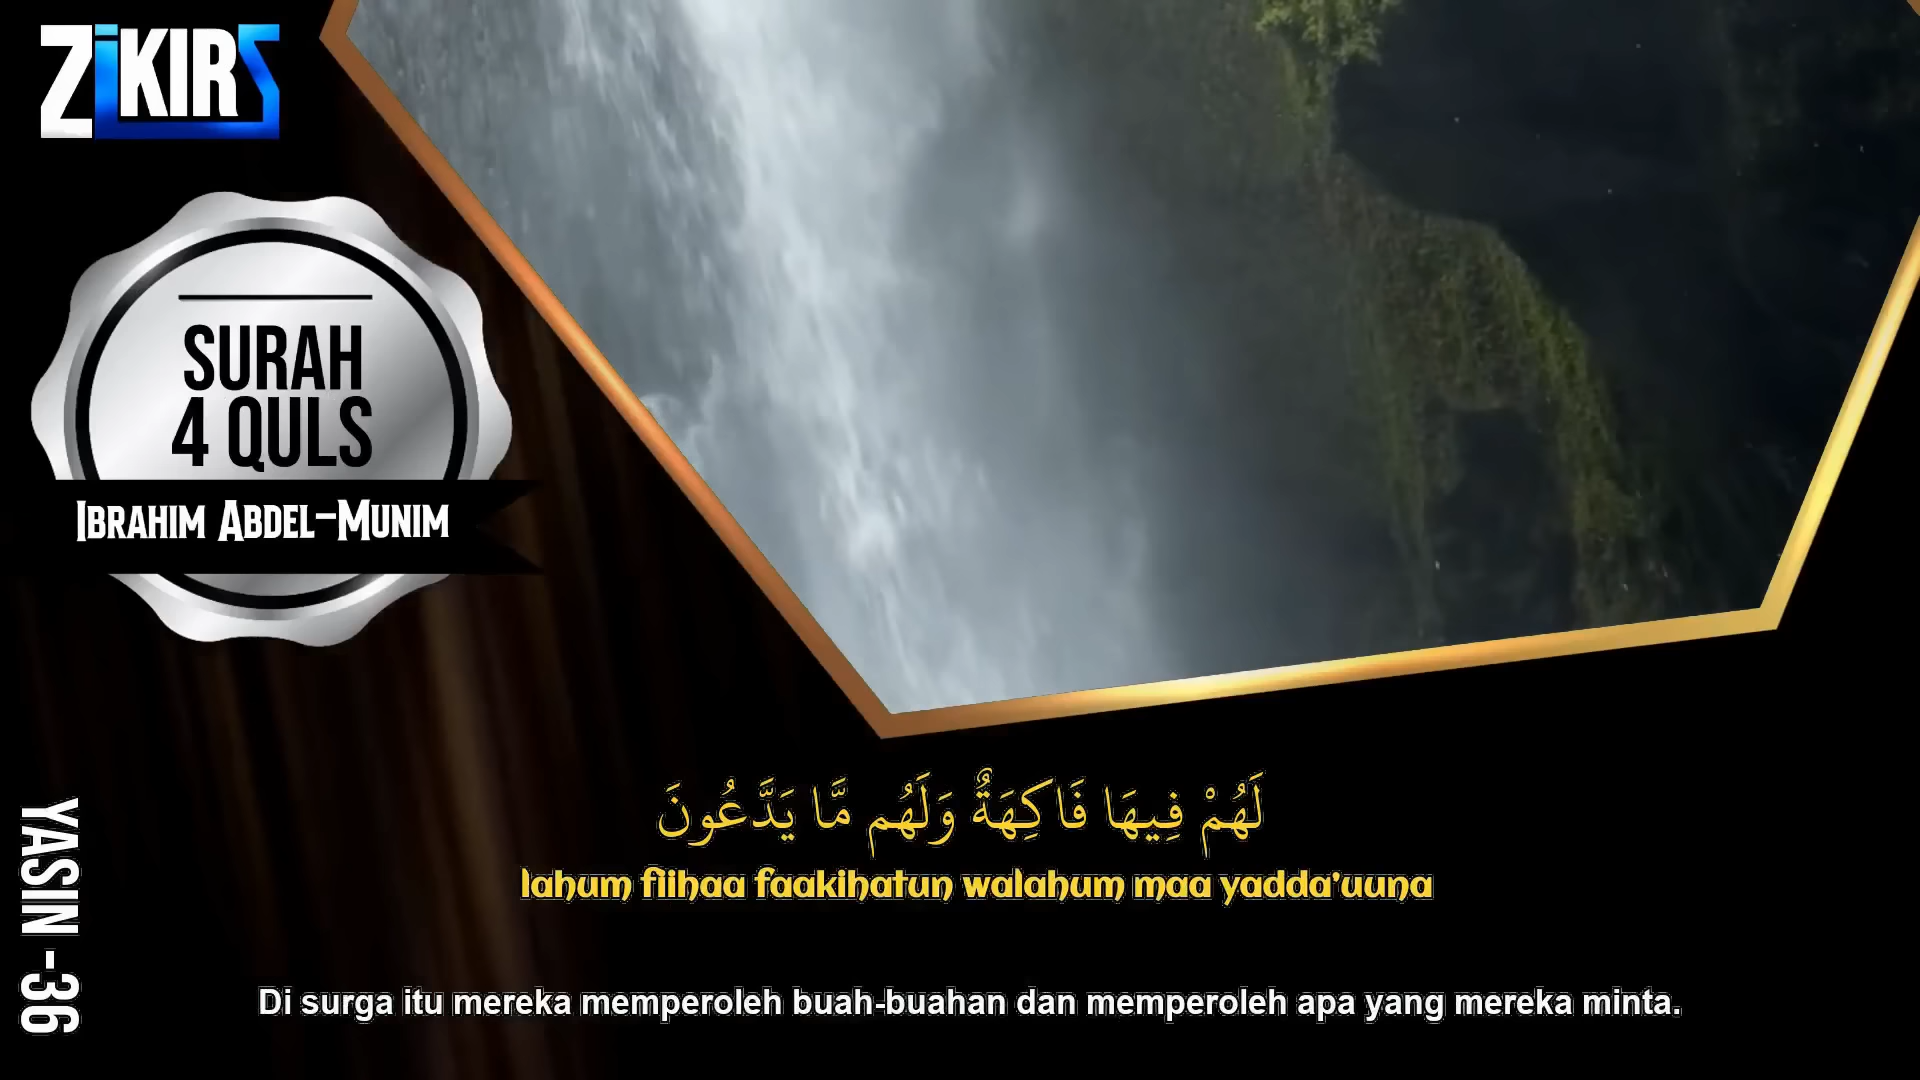 ZiKIRS
SURAH
4 QULS
IBRAHIM ABDEL-MUNIM
لَهُمْ فِيهَا فَاكِهَةٌ وَلَهُم مَّا يَدَّعُونَ
lahum fiihaa faakihatun walahum maa yadda'uuna
Di surga itu mereka memperoleh buah-buahan dan memperoleh apa yang mereka minta.
YASIN - 36